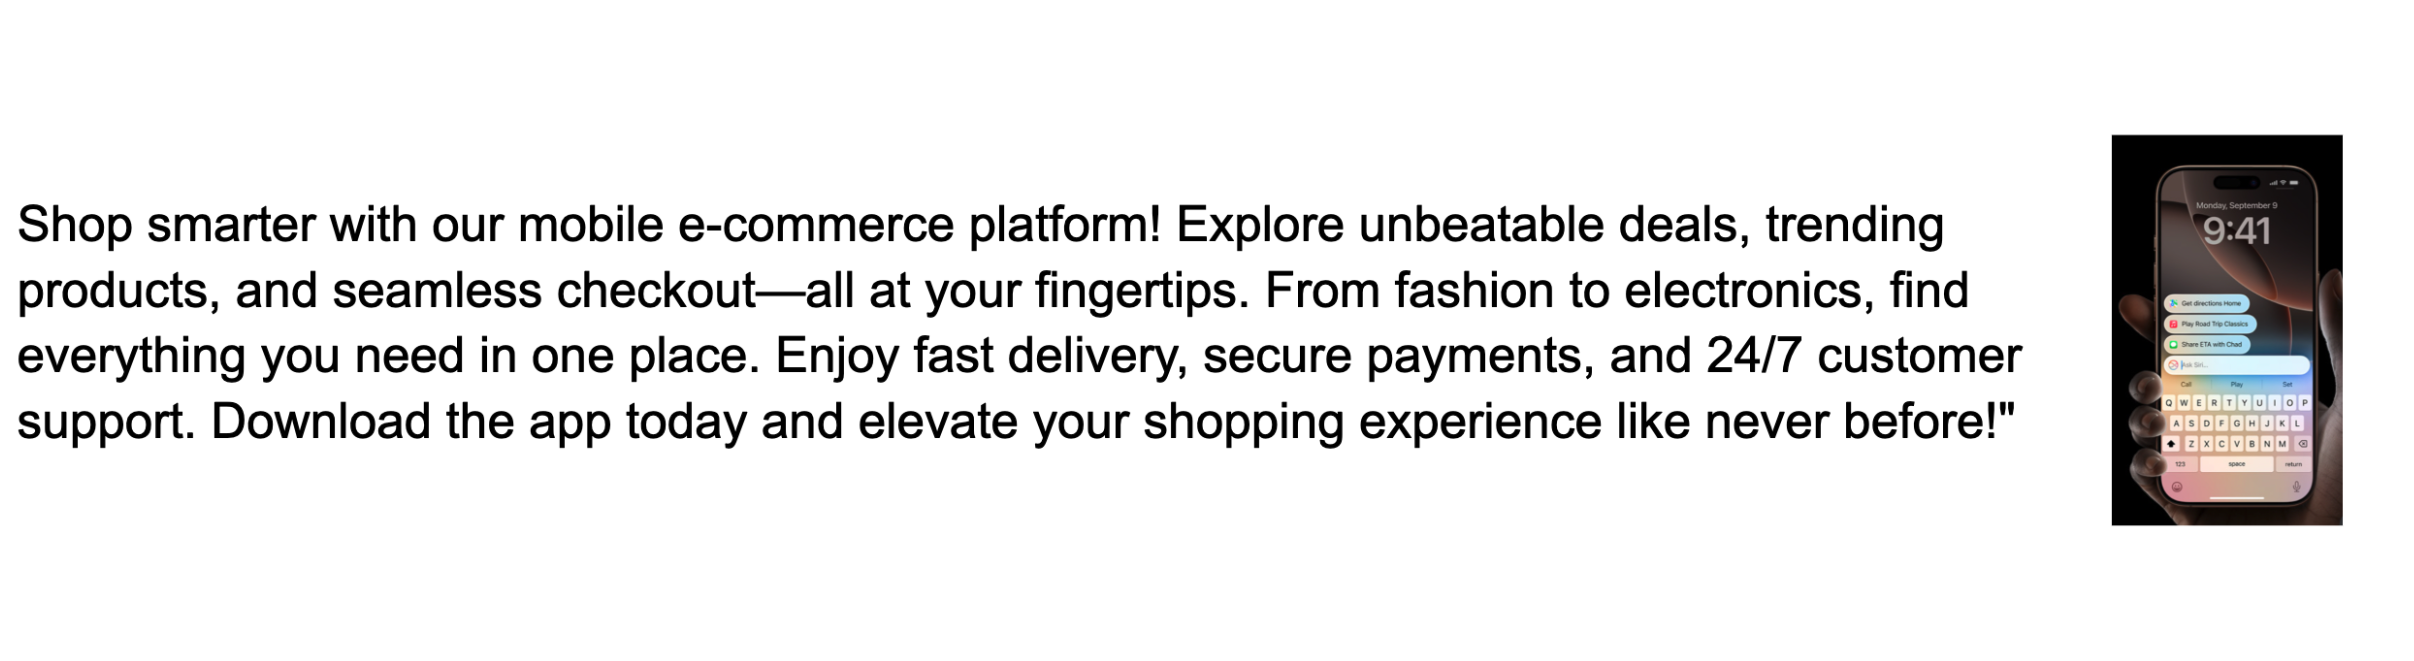 Shop smarter with our mobile e-commerce platform! Explore unbeatable deals, trending
products, and seamless checkout—all at your fingertips. From fashion to electronics, find
everything you need in one place. Enjoy fast delivery, secure payments, and 24/7 customer
support. Download the app today and elevate your shopping experience like never before!"
Monday, September 9
9:41
Get directions Home
Play Road Trip Classics
Share ETA with Chad
Ask Siri...
Call Play Set
Q W E R T Y U I O P
A S D F G H J K L
Z X C V B N M
123 space return